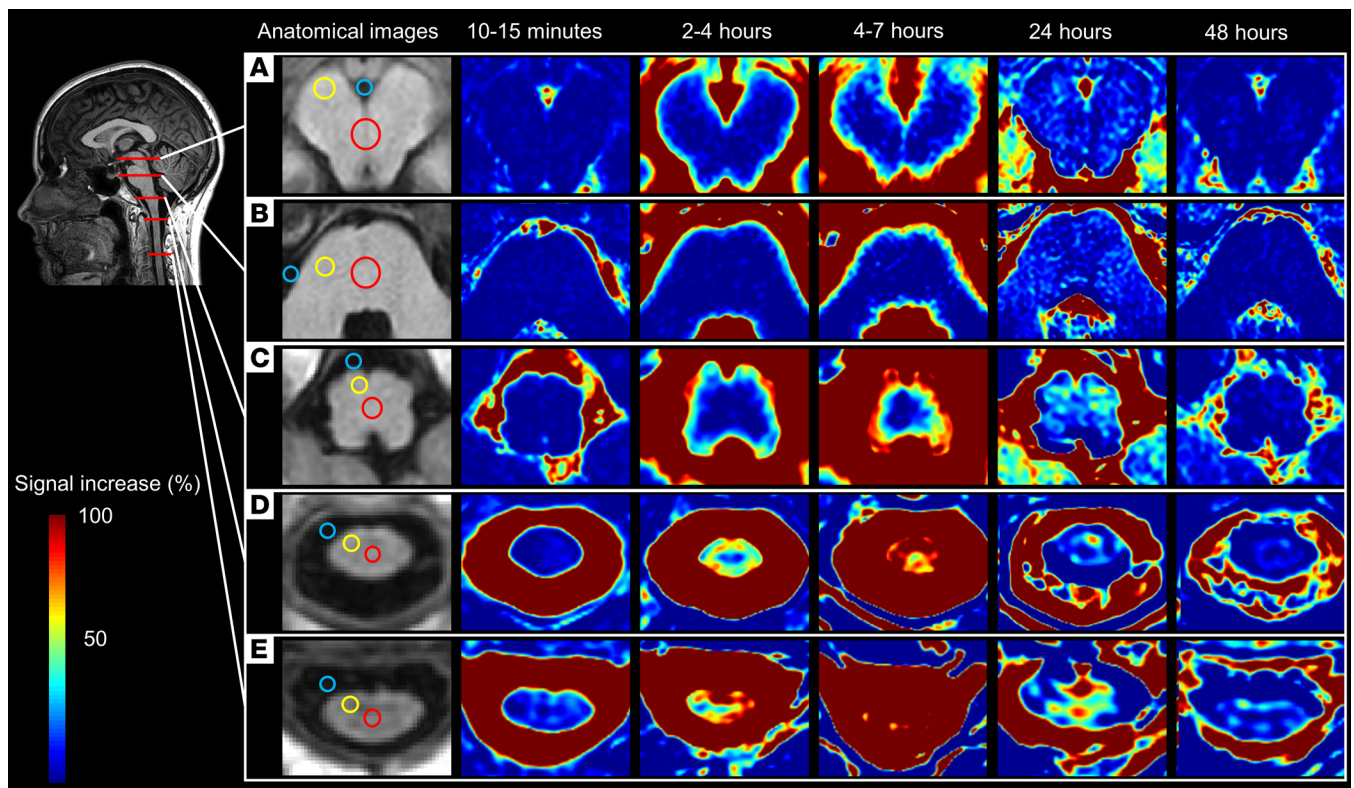 Anatomical images 10-15 minutes 2-4 hours 4-7 hours 24 hours 48 hours
A
B
C
Signal increase (%)
D
100
50
E